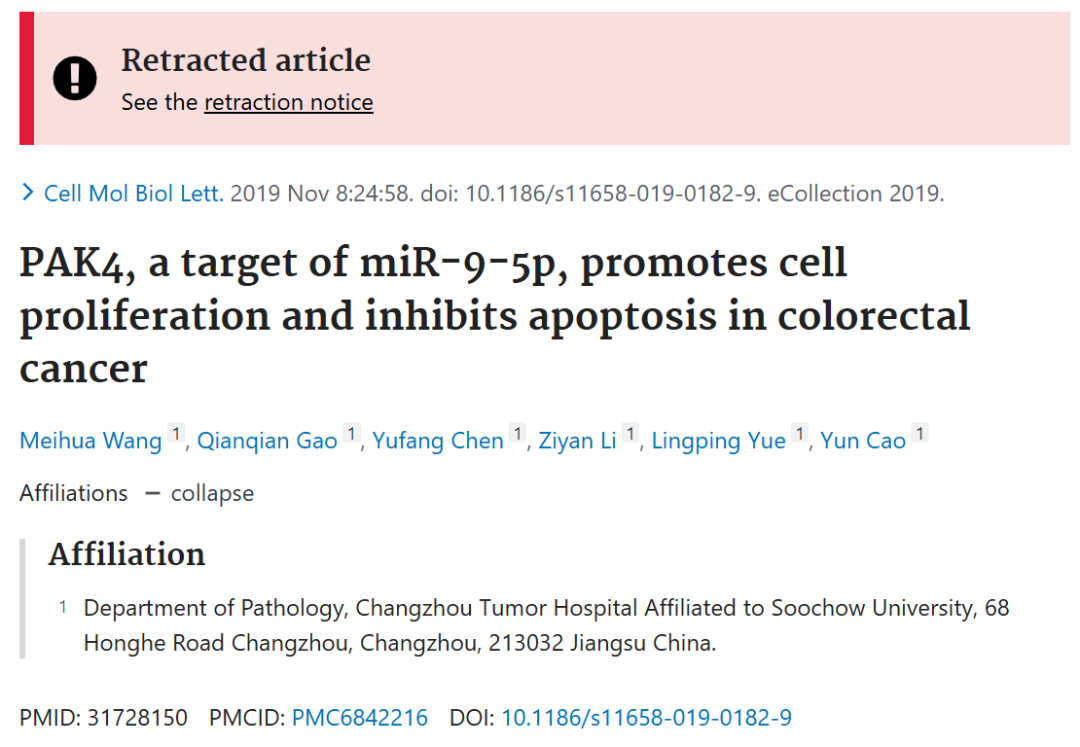 Retracted article
See the retraction notice
Cell Mol Biol Lett. 2019 Nov 8:24:58. doi: 10.1186/s11658-019-0182-9. eCollection 2019.
PAK4, a target of miR-9-5p, promotes cell
proliferation and inhibits apoptosis in colorectal
cancer
Meihua Wang 1, Qianqian Gao 1, Yufang Chen 1, Ziyan Li 1, Lingping Yue 1, Yun Cao 1
Affiliations — collapse
Affiliation
1 Department of Pathology, Changzhou Tumor Hospital Affiliated to Soochow University, 68
Honghe Road Changzhou, Changzhou, 213032 Jiangsu China.
PMID: 31728150 PMCID: PMC6842216 DOI: 10.1186/s11658-019-0182-9